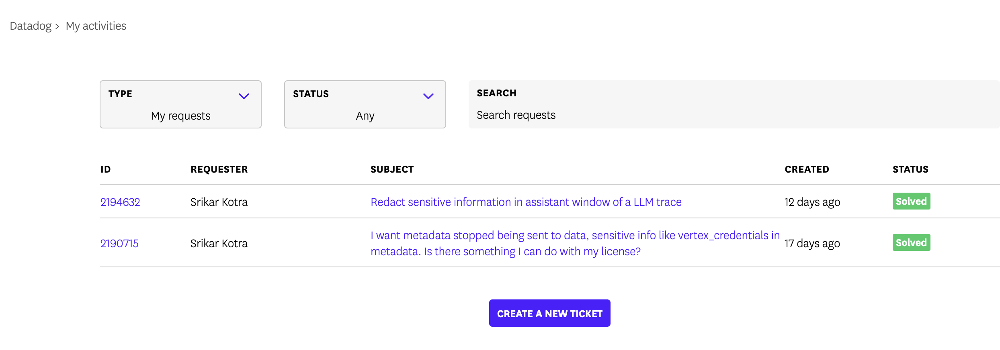 Datadog > My activities
TYPE
My requests
STATUS
Any
SEARCH
Search requests
ID REQUESTER SUBJECT CREATED STATUS
2194632 Srikar Kotra Redact sensitive information in assistant window of a LLM trace 12 days ago Solved
2190715 Srikar Kotra I want metadata stopped being sent to data, sensitive info like vertex_credentials in
metadata. Is there something I can do with my license? 17 days ago Solved
CREATE A NEW TICKET